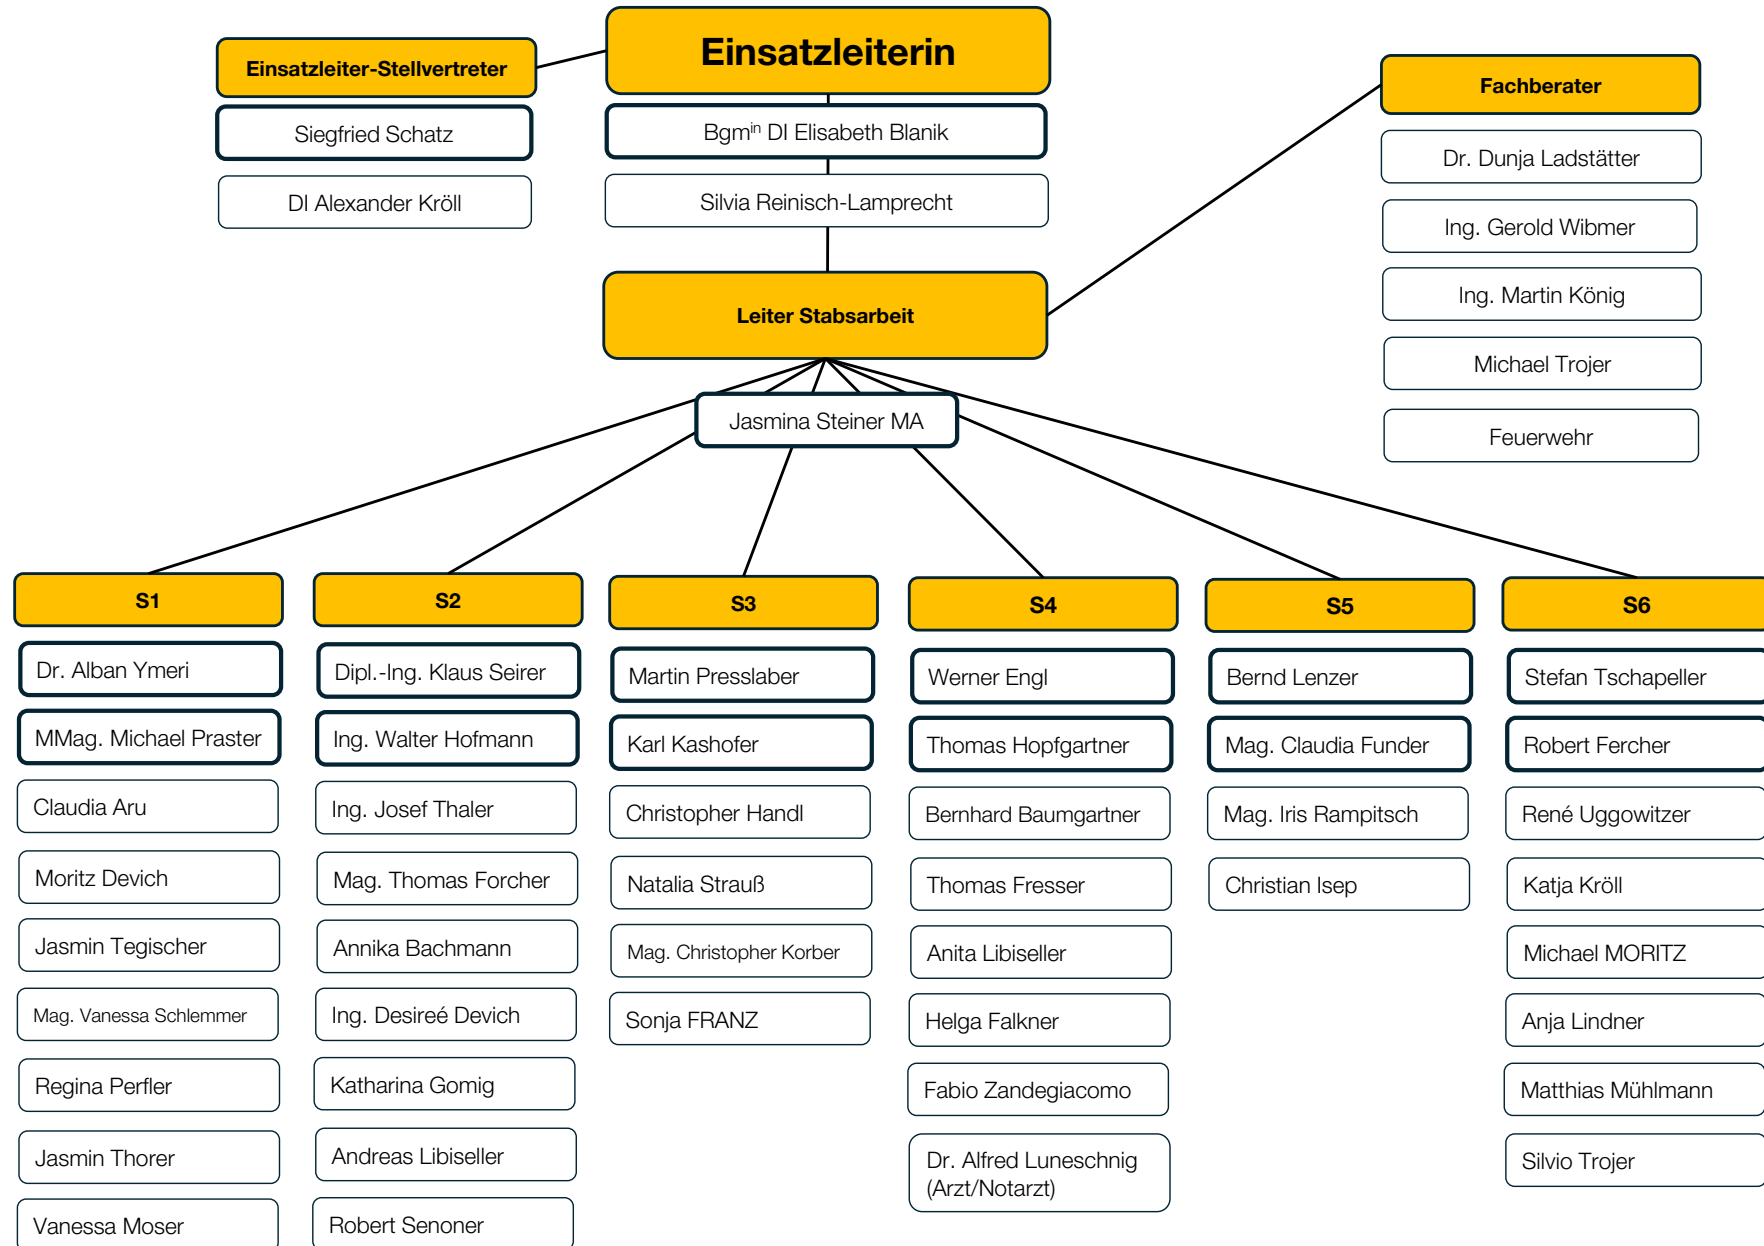 Einsatzleiterin
Einsatzleiter-Stellvertreter
Fachberater
Siegfried Schatz
Bgmin DI Elisabeth Blanik
Dr. Dunja Ladstätter
DI Alexander Kröll
Silvia Reinisch-Lamprecht
Ing. Gerold Wibmer
Ing. Martin König
Leiter Stabsarbeit
Michael Trojer
Jasmina Steiner MA
Feuerwehr
S1
Dr. Alban Ymeri
MMag. Michael Praster
Claudia Aru
Moritz Devich
Jasmin Tegischer
Mag. Vanessa Schlemmer
Regina Perfler
Jasmin Thorer
Vanessa Moser
S2
Dipl.-Ing. Klaus Seirer
Ing. Walter Hofmann
Ing. Josef Thaler
Mag. Thomas Forcher
Annika Bachmann
Ing. Desireé Devich
Katharina Gomig
Andreas Libiseller
Robert Senoner
S3
Martin Presslaber
Karl Kashofer
Christopher Handl
Natalia Strauß
Mag. Christopher Korber
Sonja FRANZ
S4
Werner Engl
Thomas Hopfgartner
Bernhard Baumgartner
Thomas Fresser
Anita Libiseller
Helga Falkner
Fabio Zandegiacomo
Dr. Alfred Luneschnig
(Arzt/Notarzt)
S5
Bernd Lenzer
Mag. Claudia Funder
Mag. Iris Rampitsch
Christian Isep
S6
Stefan Tschapeller
Robert Fercher
René Uggowitzer
Katja Kröll
Michael MORITZ
Anja Lindner
Matthias Mühlmann
Silvio Trojer